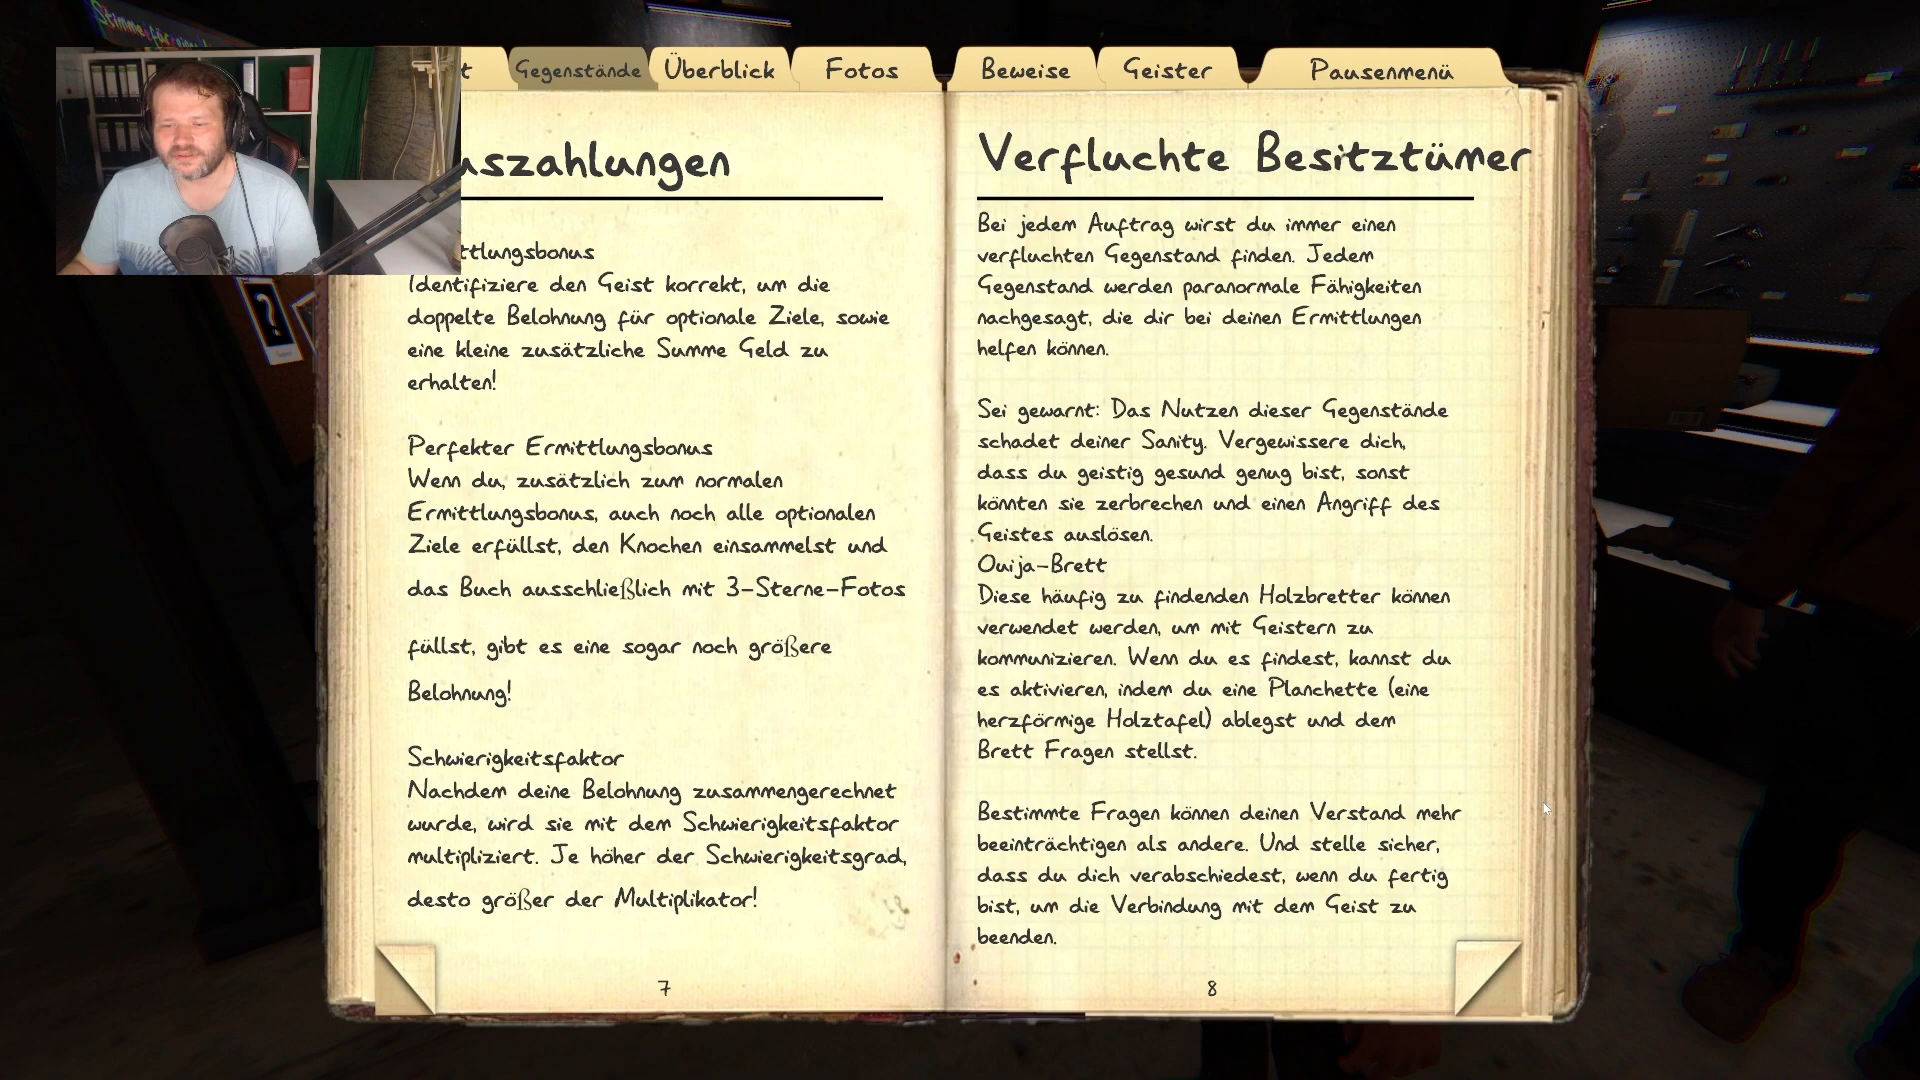 Stimme für eine
t
Gegenstände
Überblick
Fotos
Beweise
Geister
Pausenmenü
uszahlungen
ttlungsbonus
Identifiziere den Geist korrekt, um die
doppelte Belohnung für optionale Ziele, sowie
eine kleine zusätzliche Summe Geld zu
erhalten!
Perfekter Ermittlungsbonus
Wenn du, zusätzlich zum normalen
Ermittlungsbonus, auch noch alle optionalen
Ziele erfüllst, den Knochen einsammelst und
das Buch ausschließlich mit 3-Sterne-Fotos
füllst, gibt es eine sogar noch größere
Belohnung!
Schwierigkeitsfaktor
Nachdem deine Belohnung zusammengerechnet
wurde, wird sie mit dem Schwierigkeitsfaktor
multipliziert. Je höher der Schwierigkeitsgrad,
desto größer der Multiplikator!
7
Verfluchte Besitztümer
Bei jedem Auftrag wirst du immer einen
verfluchten Gegenstand finden. Jedem
Gegenstand werden paranormale Fähigkeiten
nachgesagt, die dir bei deinen Ermittlungen
helfen können.
Sei gewarnt: Das Nutzen dieser Gegenstände
schadet deiner Sanity. Vergewissere dich,
dass du geistig gesund genug bist, sonst
könnten sie zerbrechen und einen Angriff des
Geistes auslösen.
Ouija-Brett
Diese häufig zu findenden Holzbretter können
verwendet werden, um mit Geistern zu
kommunizieren. Wenn du es findest, kannst du
es aktivieren, indem du eine Planchette (eine
herzförmige Holztafel) ablegst und dem
Brett Fragen stellst.
Bestimmte Fragen können deinen Verstand mehr
beeinträchtigen als andere. Und stelle sicher,
dass du dich verabschiedest, wenn du fertig
bist, um die Verbindung mit dem Geist zu
beenden.
8